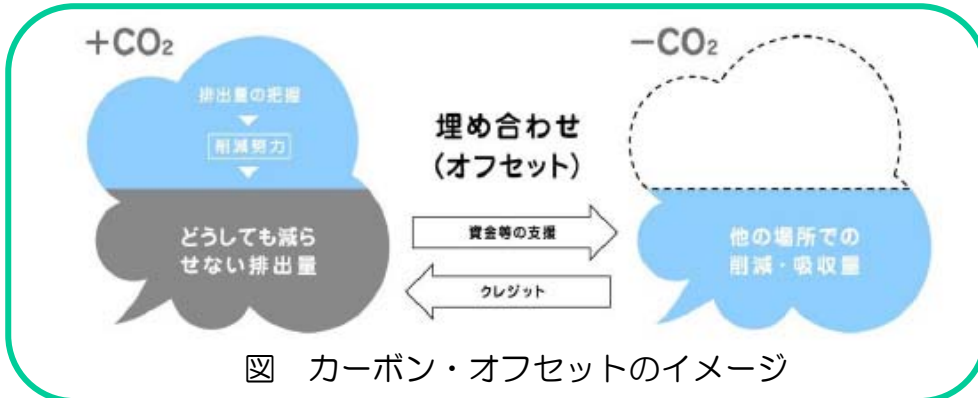 +CO₂
排出量の把握
削減努力
どうしても減ら
せない排出量
埋め合わせ
(オフセット)
資金等の支援
クレジット
-CO₂
他の場所での
削減・吸収量
図 カーボン・オフセットのイメージ